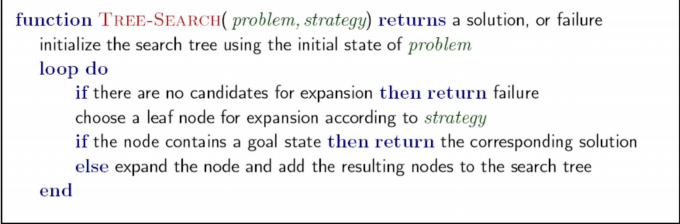 function TREE-SEARCH( problem, strategy) returns a solution, or failure
initialize the search tree using the initial state of problem
loop do
if there are no candidates for expansion then return failure
choose a leaf node for expansion according to strategy
if the node contains a goal state then return the corresponding solution
else expand the node and add the resulting nodes to the search tree
end